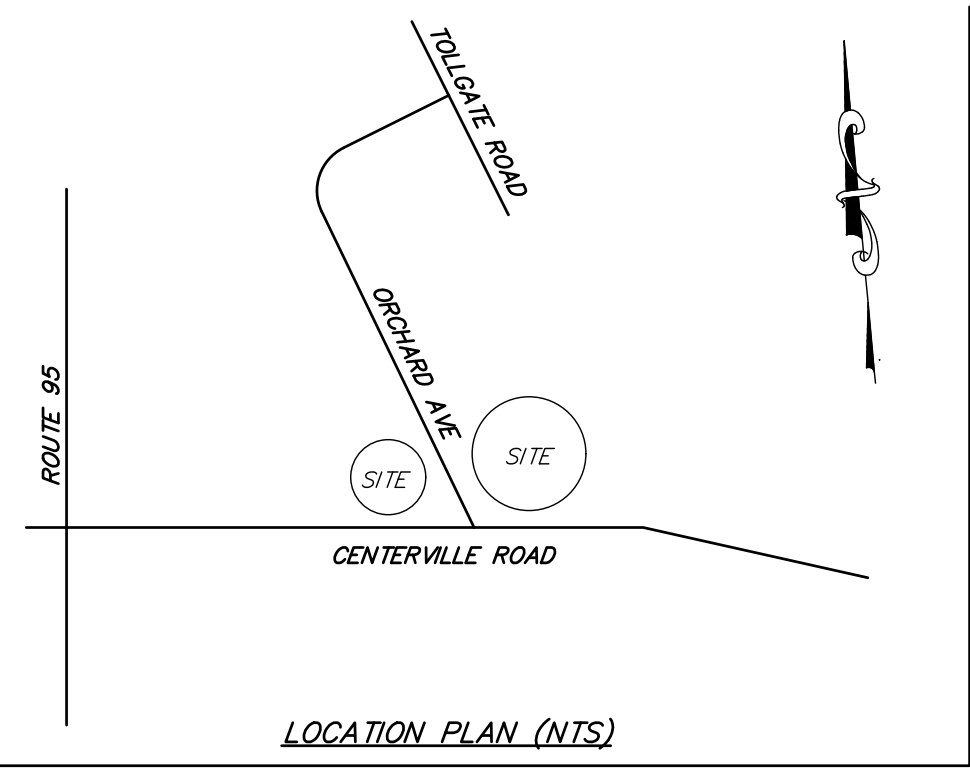 TOLLGATE ROAD
ORCHARD AVE
ROUTE 95
SITE
SITE
CENTERVILLE ROAD
LOCATION PLAN (NTS)